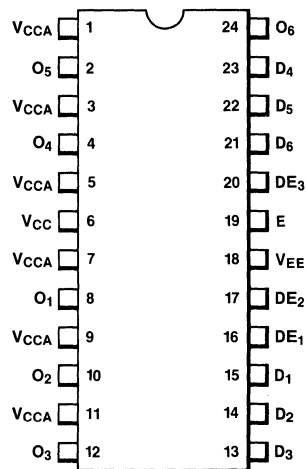 VCCA 1 24 O6
O5 2 23 D4
VCCA 3 22 D5
O4 4 21 D6
VCCA 5 20 DE3
VCC 6 19 E
VCCA 7 18 VEE
O1 8 17 DE2
VCCA 9 16 DE1
O2 10 15 D1
VCCA 11 14 D2
O3 12 13 D3